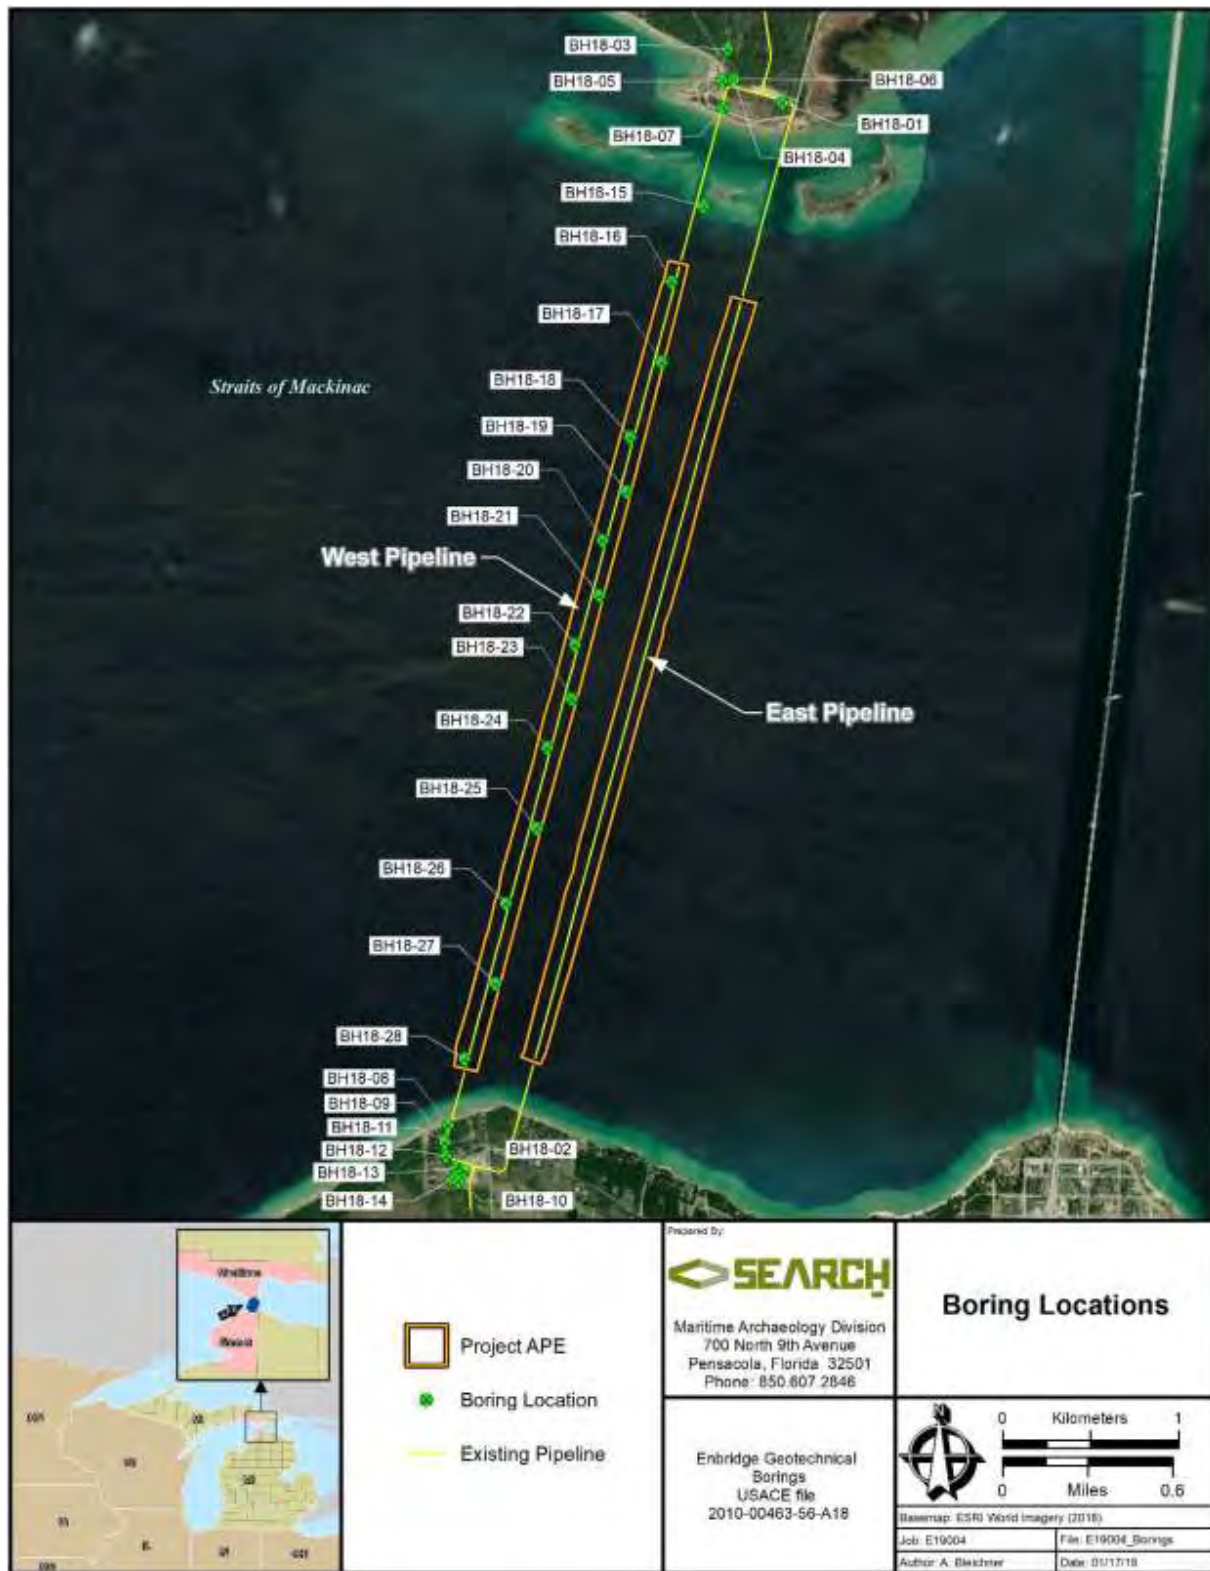 BH18-03
BH18-05
BH18-06
BH18-01
BH18-07
BH18-04
BH18-15
BH18-16
BH18-17
Straits of Mackinac
BH18-18
BH18-19
BH18-20
BH18-21
West Pipeline
BH18-22
BH18-23
BH18-24
East Pipeline
BH18-25
BH18-26
BH18-27
BH18-28
BH18-08
BH18-09
BH18-11
BH18-12
BH18-02
BH18-13
BH18-14
BH18-10
Project APE
Boring Location
Existing Pipeline
Prepared By:
SEARCH
Maritime Archaeology Division
700 North 9th Avenue
Pensacola, Florida 32501
Phone: 850.607.2846
Enbridge Geotechnical
Borings
USACE file
2010-00463-56-A18
Boring Locations
N
0 Kilometers 1
0 Miles 0.6
Basemap: ESRI World Imagery (2018)
Job: E19004
File: E19004_Borings
Author: A. Bleichner
Date: 01/17/19